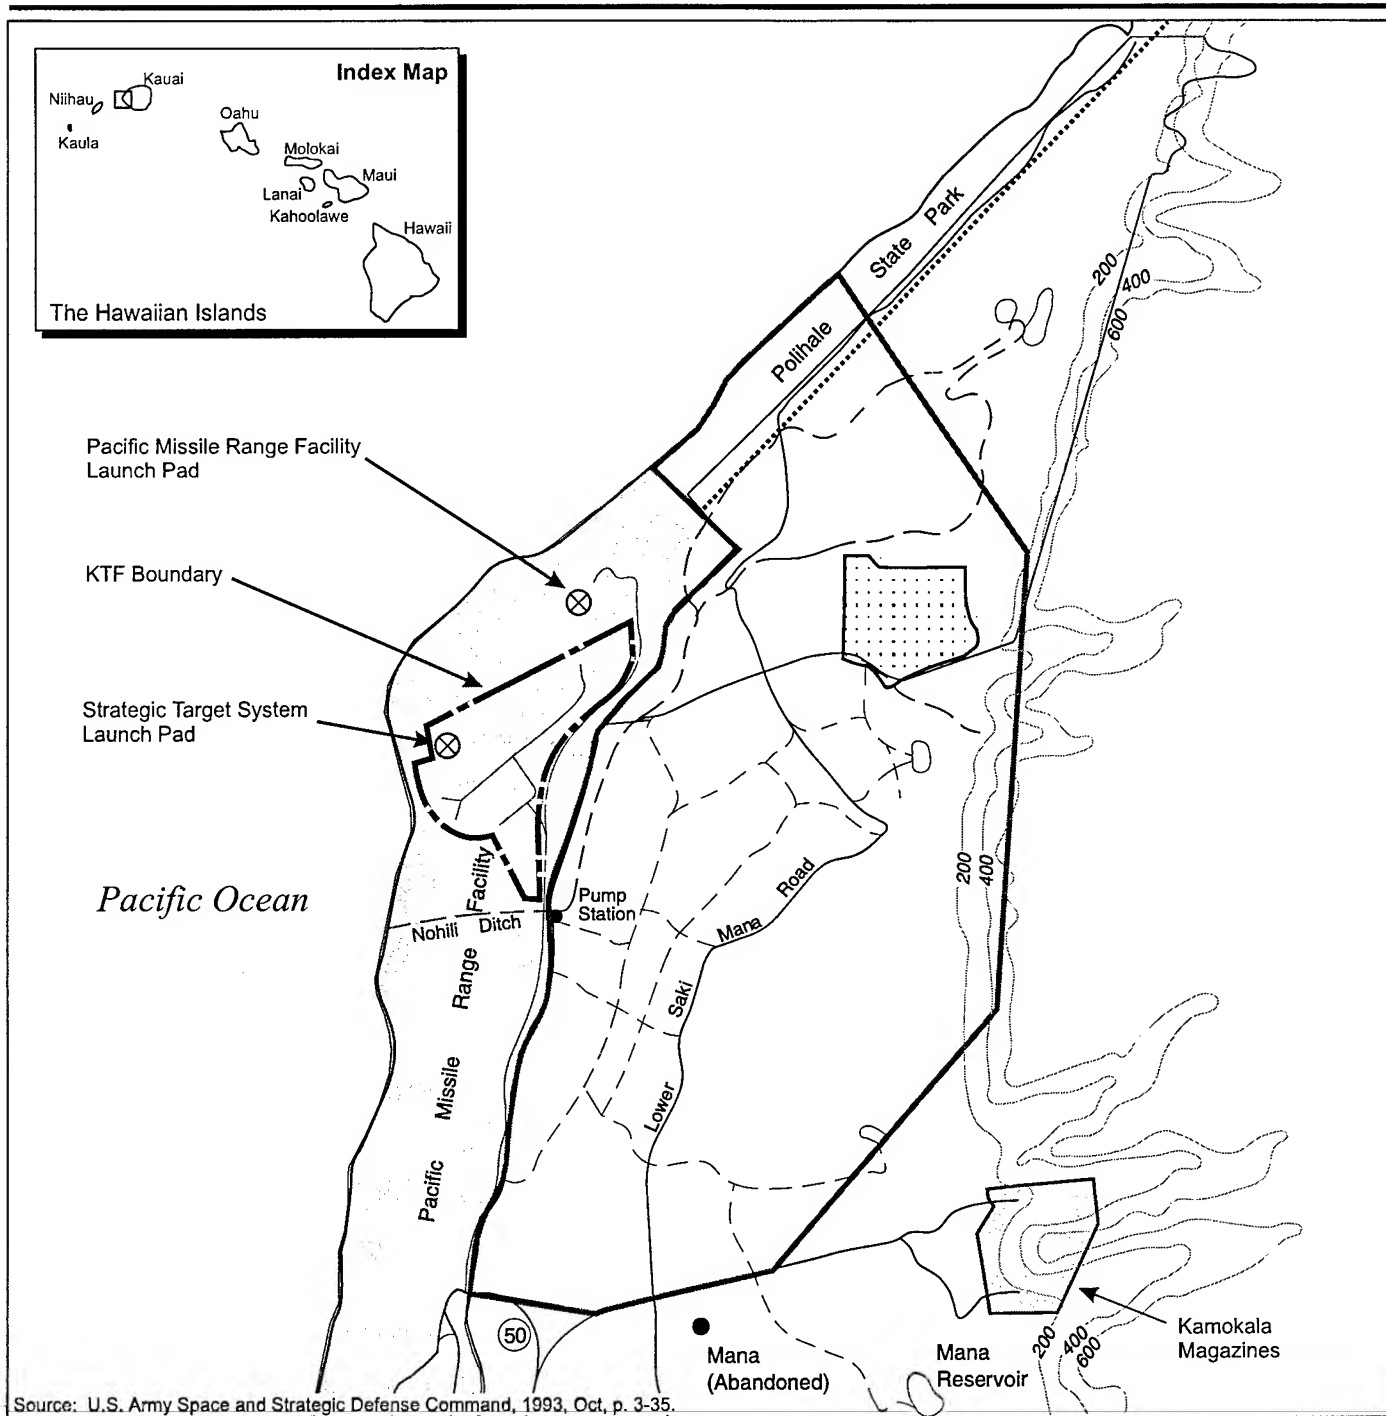 Index Map
Kauai
Niihau
Kaula
Oahu
Molokai
Lanai
Maui
Kahoolawe
Hawaii
The Hawaiian Islands
Polihale State Park
200
400
600
Pacific Missile Range Facility
Launch Pad
KTF Boundary
Strategic Target System
Launch Pad
Pacific Ocean
Pacific Missile Range Facility
Nohili Ditch
Pump
Station
Lower Saki Mana Road
200
400
50
Mana
(Abandoned)
Mana
Reservoir
200
400
600
Kamokala
Magazines
Source: U.S. Army Space and Strategic Defense Command, 1993, Oct, p. 3-35.